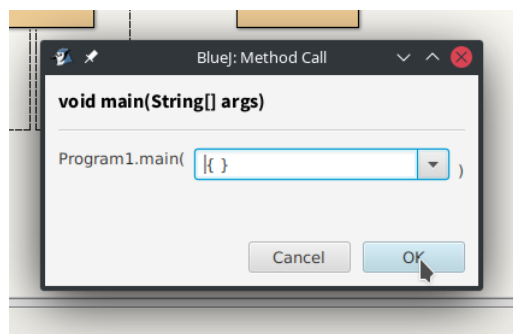 BlueJ: Method Call
void main(String[] args)
Program1.main( { } )
Cancel OK